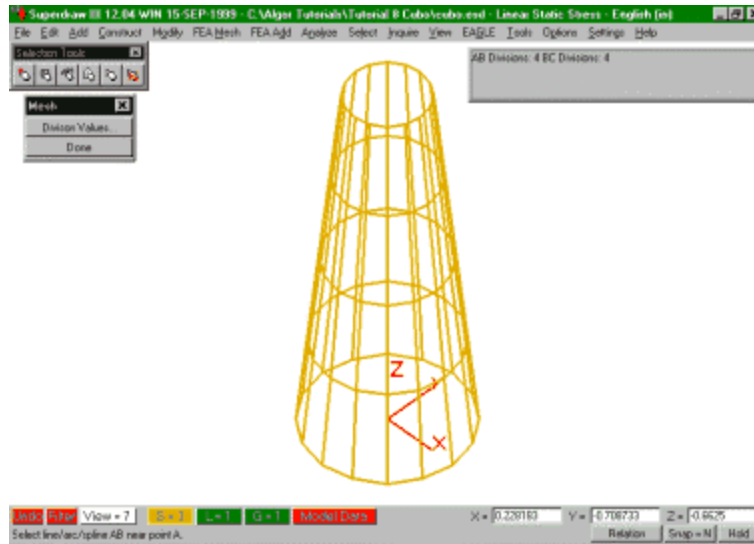 Superdraw III 12.04 WIN 15-SEP-1999 - C:\Algor Tutorials\Tutorial 8 Cubo\cubo.esd - Linear Static Stress - English (in)
File Edit Add Construct Modify FEA Mesh FEA Add Analyze Select Inquire View EAGLE Tools Options Settings Help
Selection Tools
AB Divisions: 4 BC Divisions: 4
Mesh
Division Values...
Done
Z
X
Undo Filter View = 7 S = 3 L = 1 G = 1 Model Data X = 0.228193 Y = -0.708733 Z = -0.6625
Select line/arc/spline AB near point A. Relation Snap = N Hold